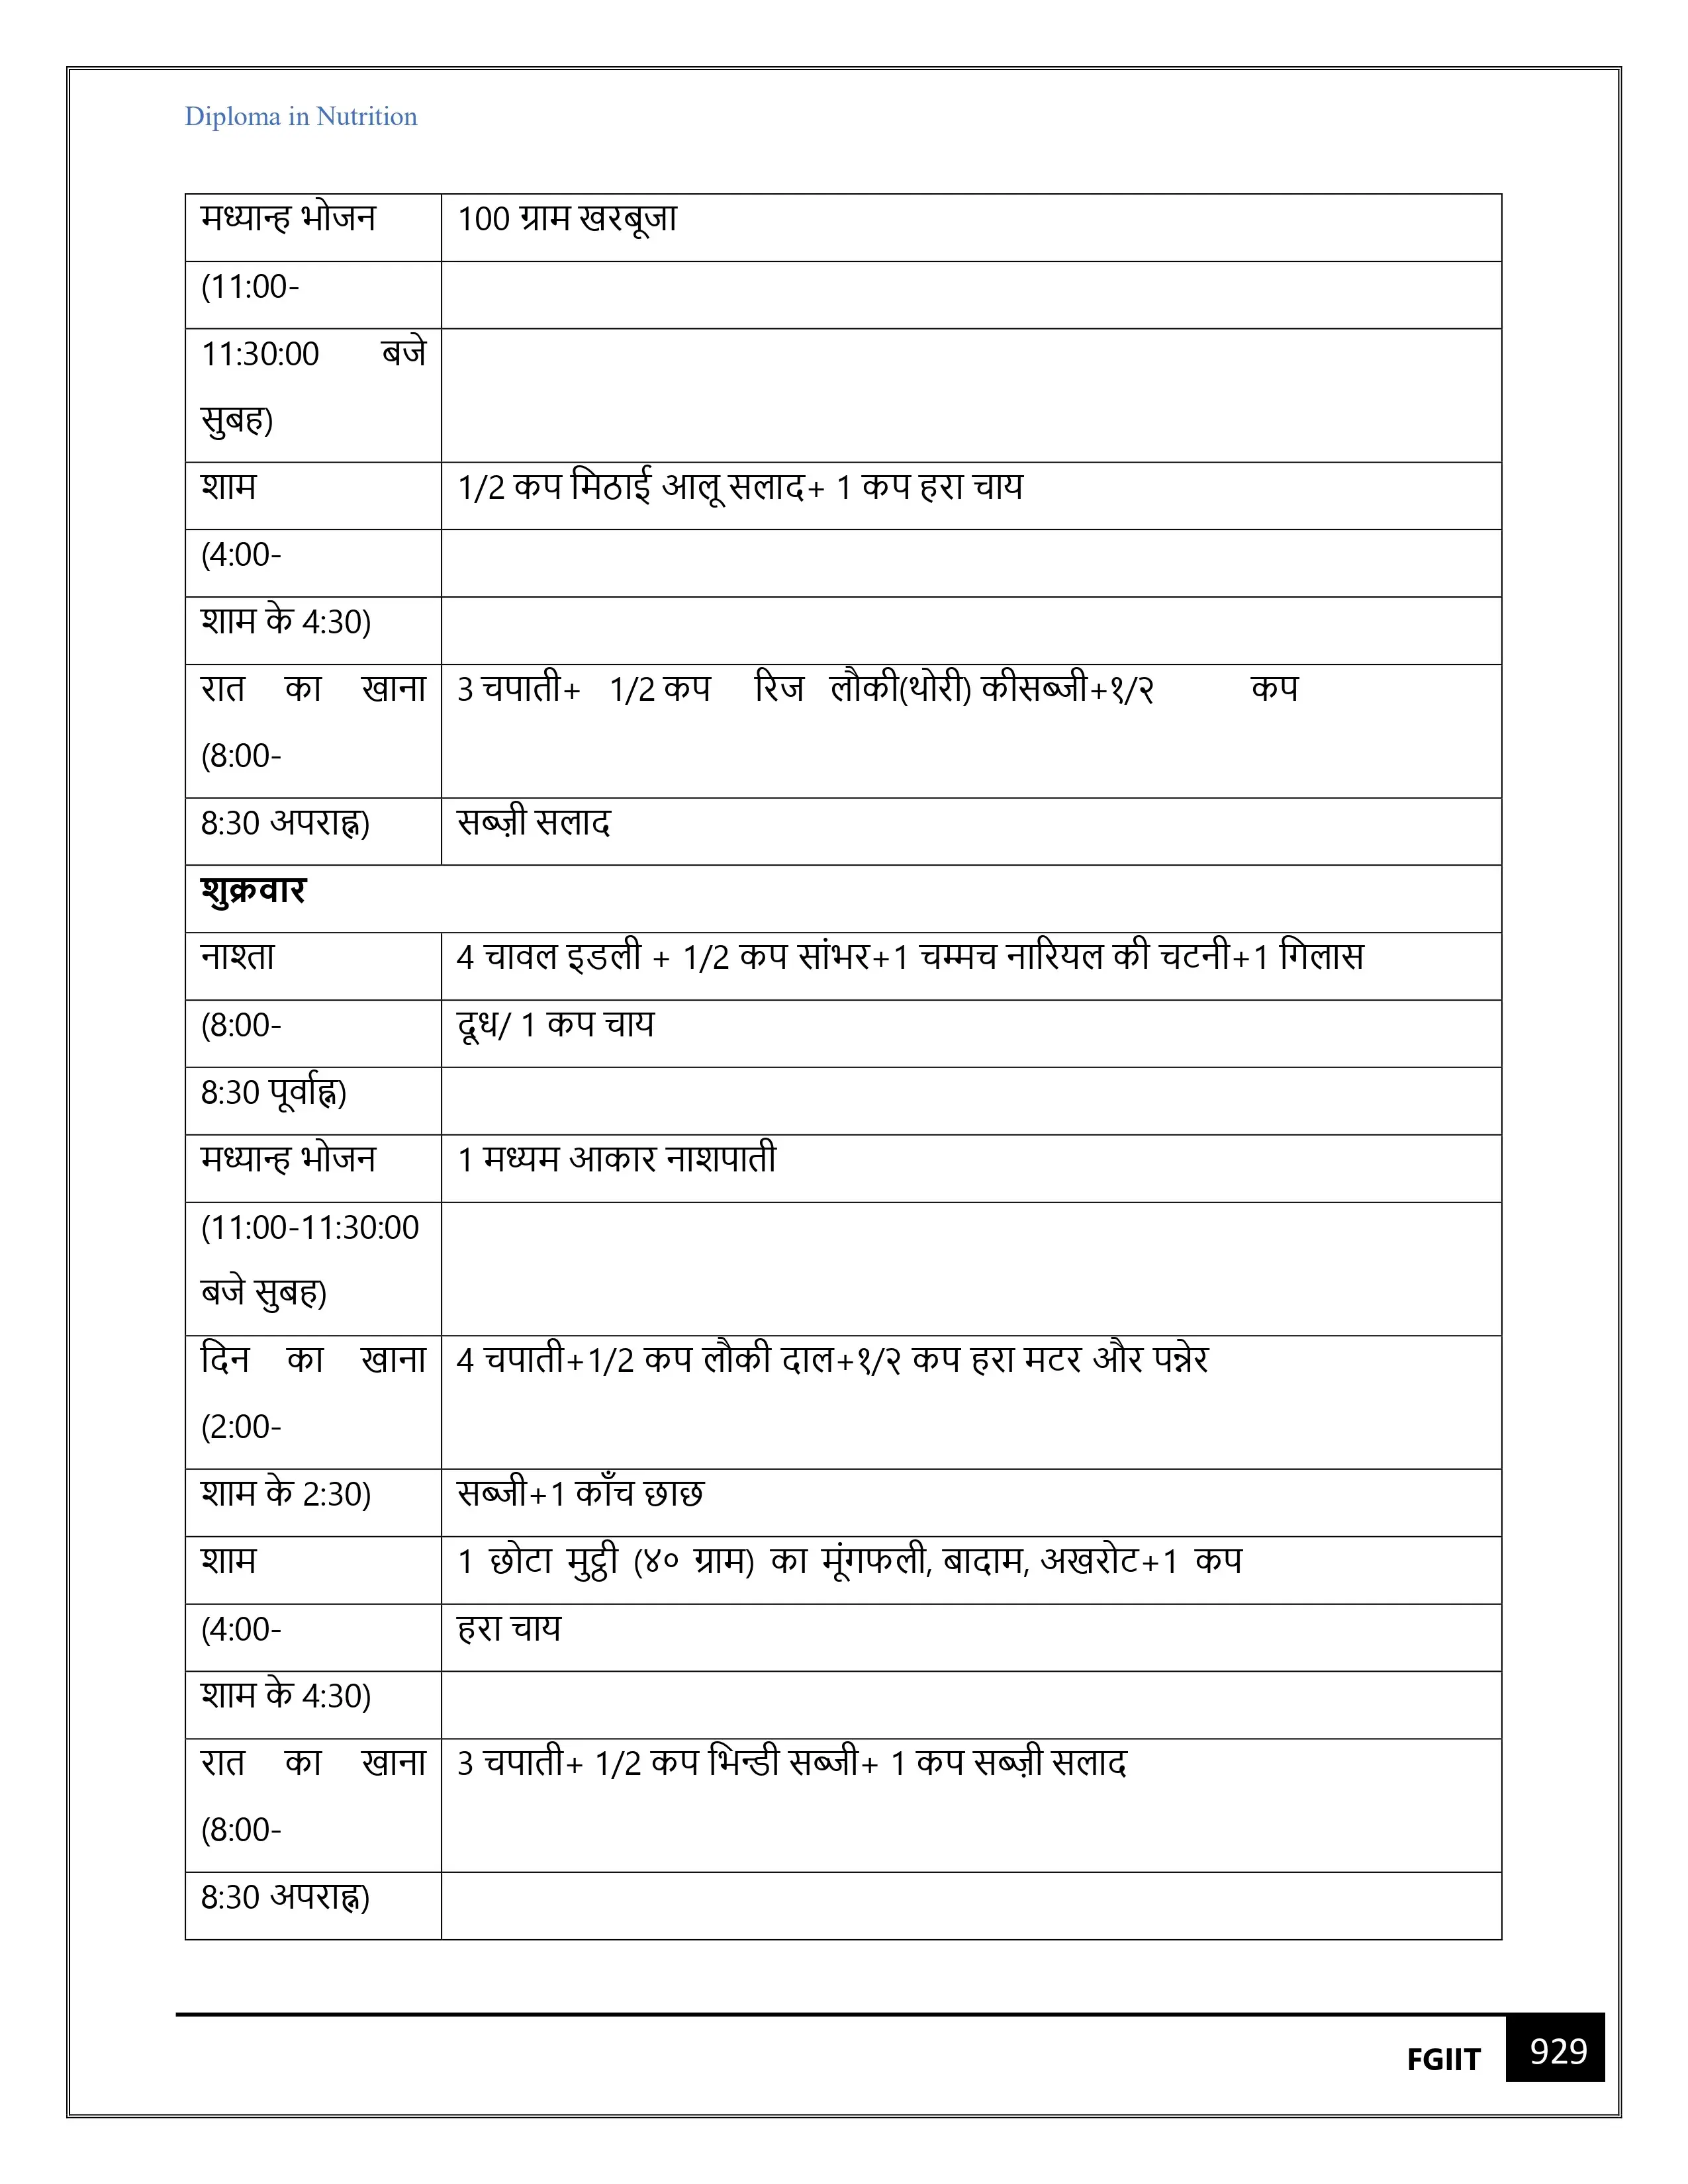 Diploma in Nutrition
मध्यान्ह भोजन 100 ग्राम खरबूजा
(11:00-
11:30:00 बजे
सुबह)
शाम 1/2 कप मिठाई आलू सलाद+ 1 कप हरा चाय
(4:00-
शाम के 4:30)
रात का खाना 3 चपाती+ 1/2 कप रिज लौकी(थोरी) कीसब्जी+१/२ कप
(8:00-
8:30 अपराह्न) सब्ज़ी सलाद
शुक्रवार
नाश्ता 4 चावल इडली + 1/2 कप सांभर+1 चम्मच नारियल की चटनी+1 गिलास
(8:00- दूध/ 1 कप चाय
8:30 पूर्वाह्न)
मध्यान्ह भोजन 1 मध्यम आकार नाशपाती
(11:00-11:30:00
बजे सुबह)
दिन का खाना 4 चपाती+1/2 कप लौकी दाल+१/२ कप हरा मटर और पन्नेर
(2:00-
शाम के 2:30) सब्जी+1 काँच छाछ
शाम 1 छोटा मुट्ठी (४० ग्राम) का मूंगफली, बादाम, अखरोट+1 कप
(4:00- हरा चाय
शाम के 4:30)
रात का खाना 3 चपाती+ 1/2 कप भिन्डी सब्जी+ 1 कप सब्ज़ी सलाद
(8:00-
8:30 अपराह्न)
FGIIT 929